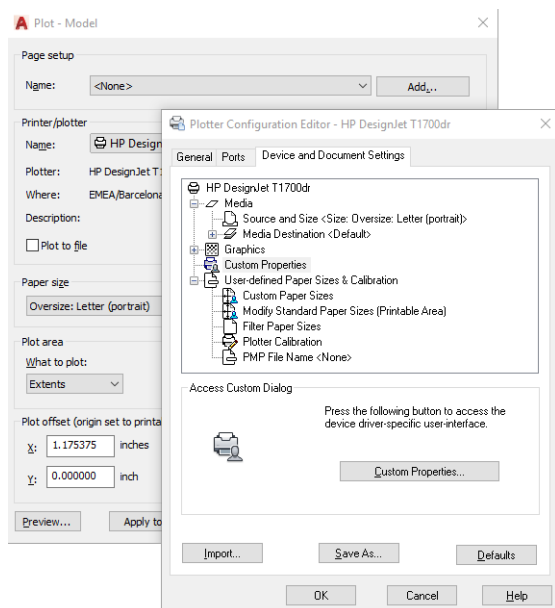 Plot - Model
Page setup
Name: <None> Add...
Printer/plotter
Name: HP Design
Plotter: HP DesignJet T
Where: EMEA/Barcelona
Description:
Plot to file
Paper size
Oversize: Letter (portrait)
Plot area
What to plot:
Extents
Plot offset (origin set to printa
X: 1.175375 inches
Y: 0.000000 inch
Preview... Apply to
Plotter Configuration Editor - HP DesignJet T1700dr
General Ports Device and Document Settings
HP DesignJet T1700dr
Media
Source and Size <Size: Oversize: Letter (portrait)>
Media Destination <Default>
Graphics
Custom Properties
User-defined Paper Sizes & Calibration
Custom Paper Sizes
Modify Standard Paper Sizes (Printable Area)
Filter Paper Sizes
Plotter Calibration
PMP File Name <None>
Access Custom Dialog
Press the following button to access the
device driver-specific user-interface.
Custom Properties...
Import... Save As... Defaults
OK Cancel Help